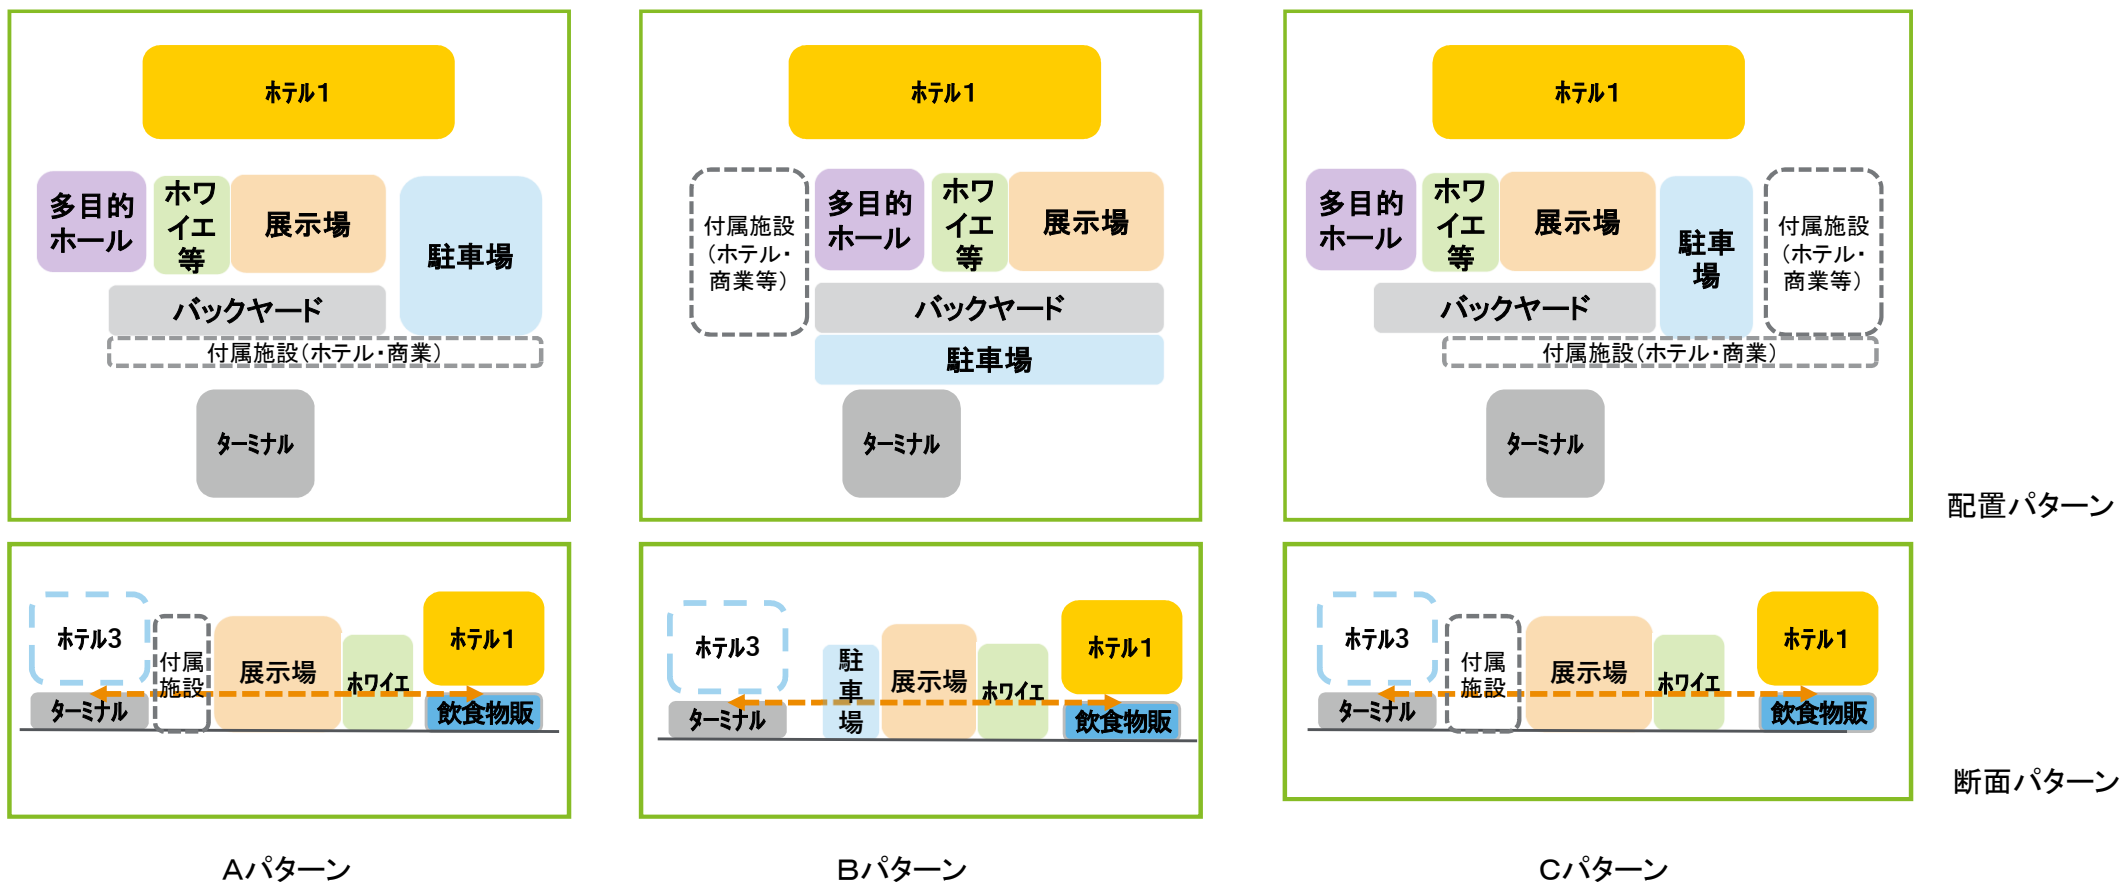 ホテル1
多目的
ホール
ホワ
イエ
等
展示場
駐車場
バックヤード
付属施設（ホテル・商業）
ターミナル
ホテル1
付属施設
（ホテル・
商業等）
多目的
ホール
ホワ
イエ
等
展示場
バックヤード
駐車場
ターミナル
ホテル1
多目的
ホール
ホワ
イエ
等
展示場
駐車
場
付属施設
（ホテル・
商業等）
バックヤード
付属施設（ホテル・商業）
ターミナル
配置パターン
ホテル3
付属
施設
展示場
ホワイエ
ホテル1
ターミナル
飲食物販
ホテル3
駐
車
場
展示場
ホワイエ
ホテル1
ターミナル
飲食物販
ホテル3
付属
施設
展示場
ホワイエ
ホテル1
ターミナル
飲食物販
断面パターン
Aパターン
Bパターン
Cパターン